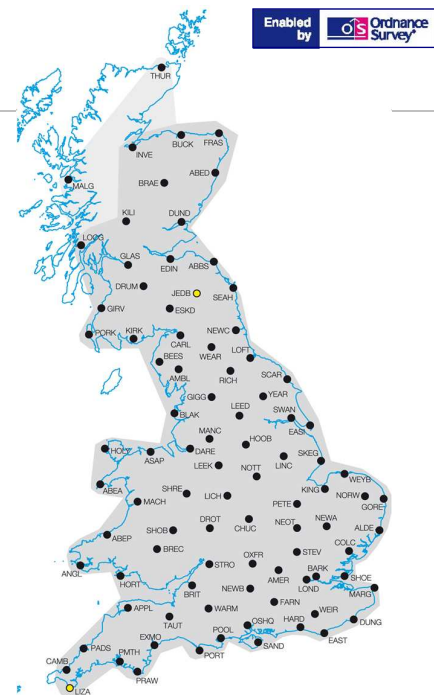 Enabled by OS Ordnance Survey
THUR
BUCK FRAS
INVE
ABED
BRAE
MALG
KILI DUND
LOCG
GLAS
EDIN ABBS
DRUM JEDB SEAH
GIRV ESKD
PORK KIRK CARL NEWC
WEAR LOFT
BEES
AMBL RICH SCAR
GIGG YEAR
LEED SWAN
BLAK EASI
MANC HOOB
HOLY ASAP DARE
LEEK NOTT LINC SKEG
ABEA SHRE LICH KING WEYB
MACH NORW GORE
PETE
DROT CHUC NEOT NEWA ALDE
ABEP SHOB
BREC STEV COLC
ANGL STRO OXFR AMER BARK SHOE
HORT LOND
BRIT NEWB MARG
APPL WARM FARN WEIR
TAUT OSHQ HARD DUNG
EXMO POOL EAST
PADS PMTH PORT SAND
CAMB PRAW
LIZA